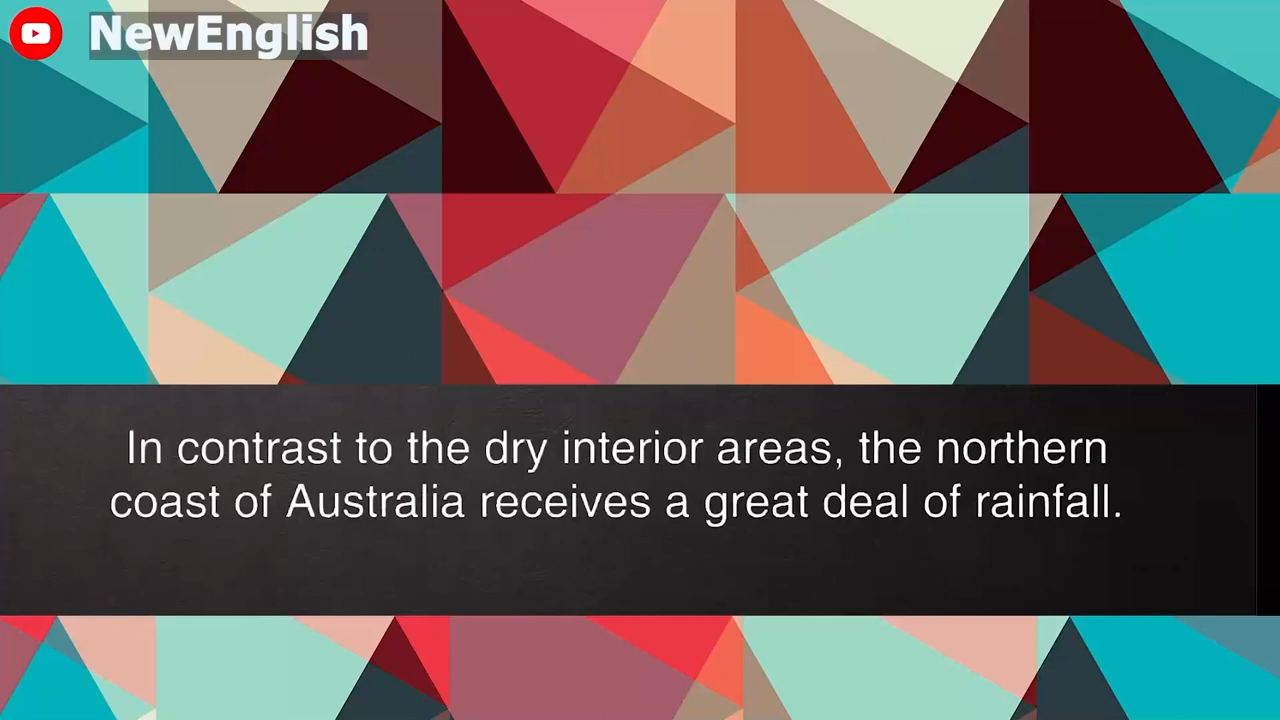 NewEnglish
In contrast to the dry interior areas, the northern
coast of Australia receives a great deal of rainfall.